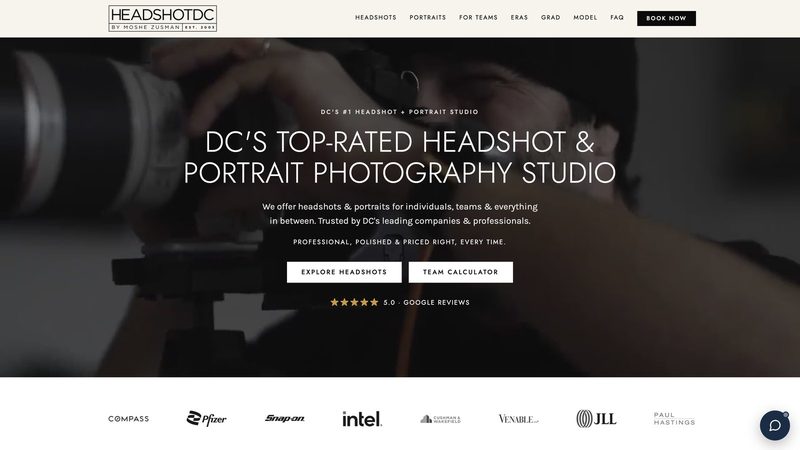 HEADSHOTDC
BY MOSHE ZUSMAN EST. 2003
HEADSHOTS PORTRAITS FOR TEAMS ERAS GRAD MODEL FAQ BOOK NOW
DC'S #1 HEADSHOT + PORTRAIT STUDIO
DC'S TOP-RATED HEADSHOT &
PORTRAIT PHOTOGRAPHY STUDIO
We offer headshots & portraits for individuals, teams & everything
in between. Trusted by DC's leading companies & professionals.
PROFESSIONAL, POLISHED & PRICED RIGHT, EVERY TIME.
EXPLORE HEADSHOTS TEAM CALCULATOR
5.0 · GOOGLE REVIEWS
COMPASS Pfizer Snap-on intel. CUSHMAN & WAKEFIELD VENABLE LLP JLL PAUL HASTINGS